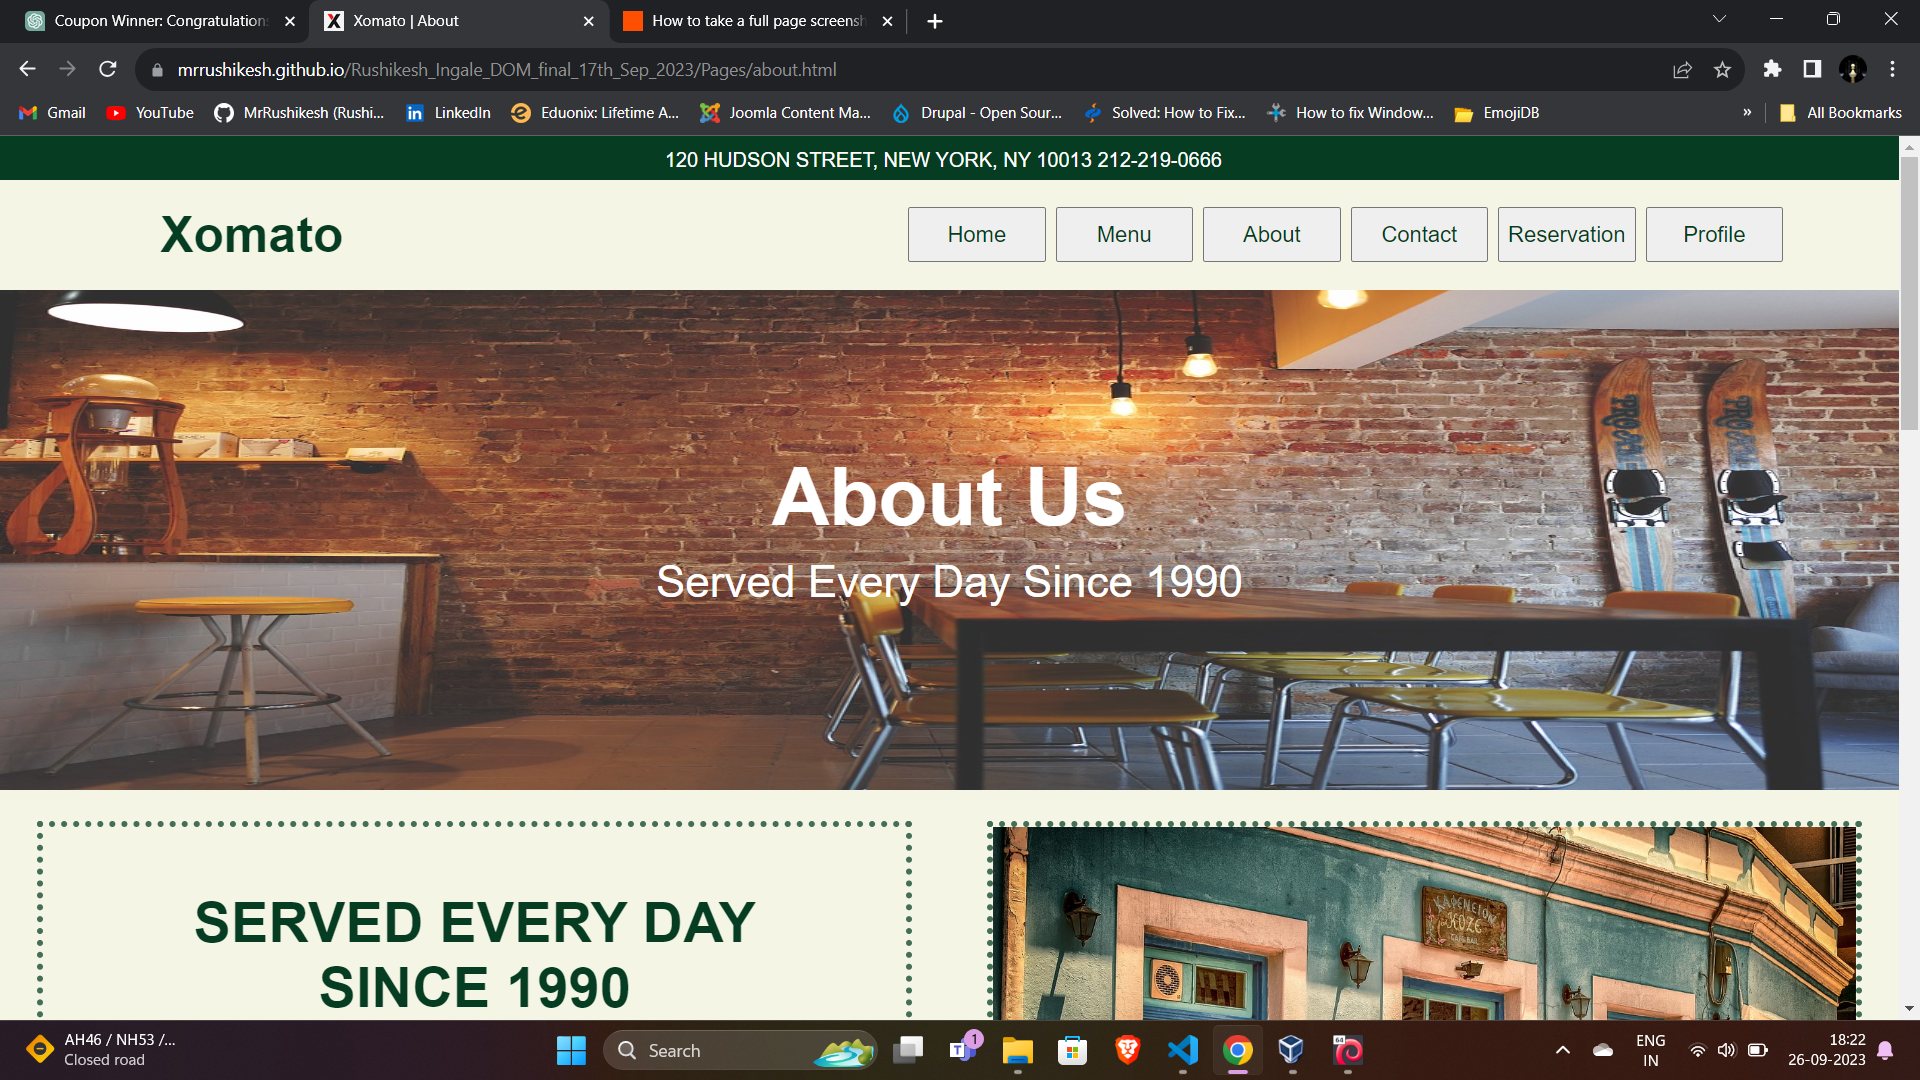 Coupon Winner: Congratulation
Xomato | About
How to take a full page screensh
mrrushikesh.github.io/Rushikesh_Ingale_DOM_final_17th_Sep_2023/Pages/about.html
Gmail
YouTube
MrRushikesh (Rushi...
LinkedIn
Eduonix: Lifetime A...
Joomla Content Ma...
Drupal - Open Sour...
Solved: How to Fix...
How to fix Window...
EmojiDB
»
All Bookmarks
120 HUDSON STREET, NEW YORK, NY 10013 212-219-0666
Xomato
Home
Menu
About
Contact
Reservation
Profile
About Us
Served Every Day Since 1990
SERVED EVERY DAY
SINCE 1990
ΚΑΦΕΝΕΙΟΝ
KOZE
AH46 / NH53 /...
Closed road
Search
1
64
ENG
IN
18:22
26-09-2023